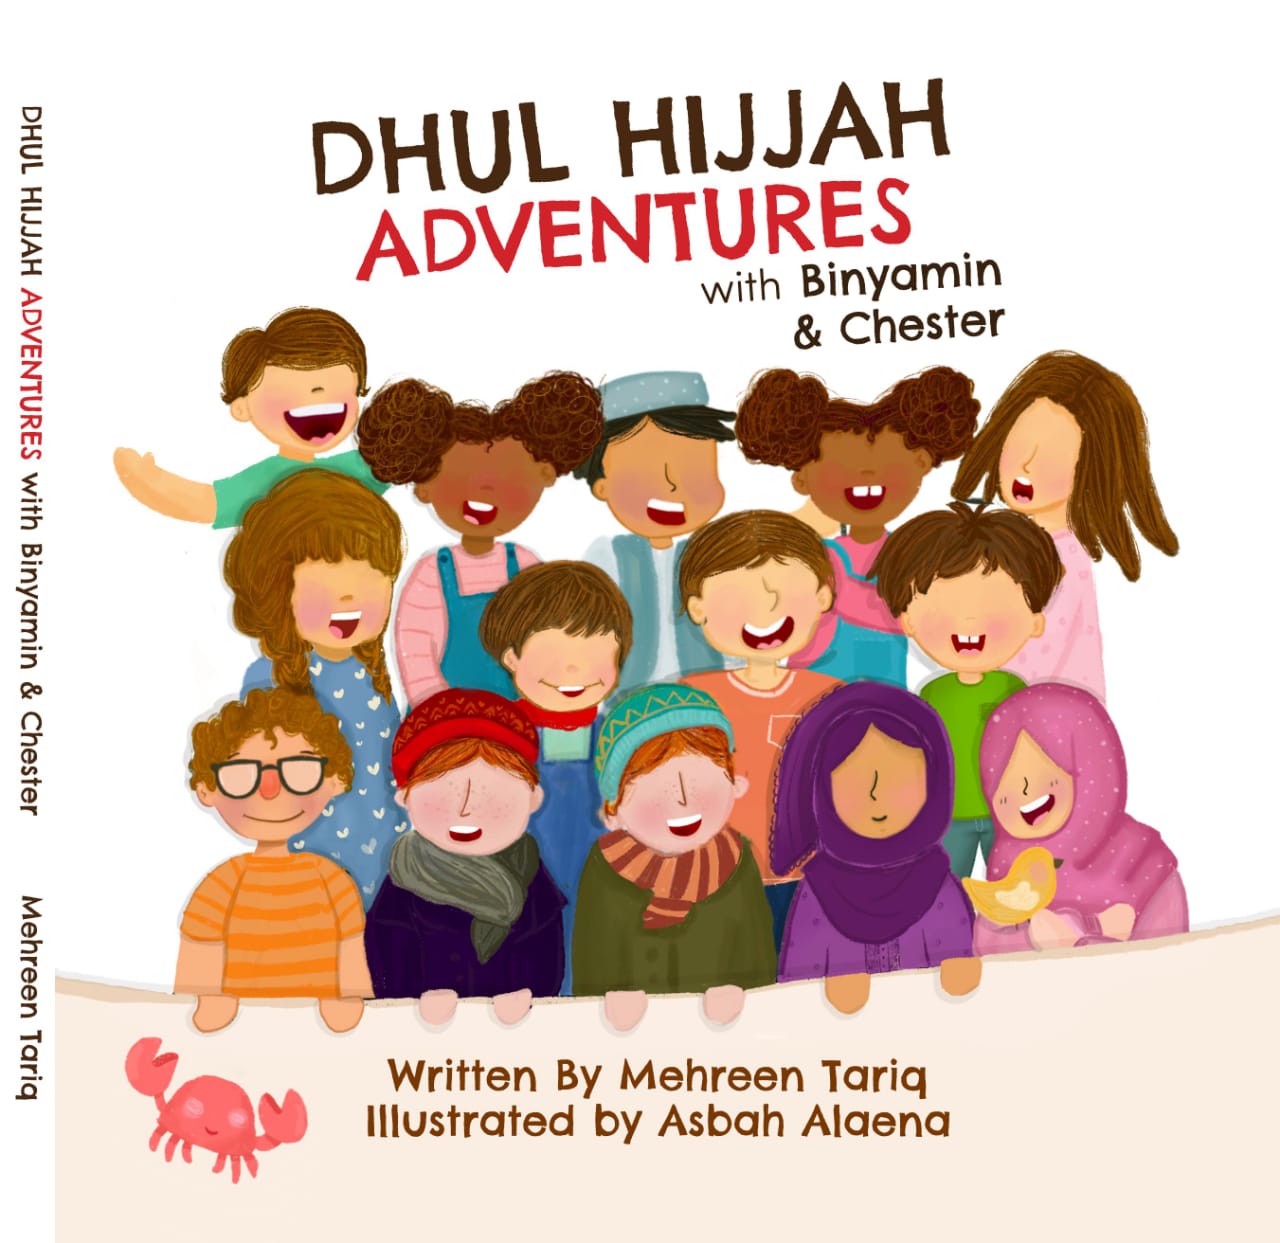 DHUL HIJJAH ADVENTURES with Binyamin & Chester Mehreen Tariq
DHUL HIJJAH
ADVENTURES
with Binyamin
& Chester
Written By Mehreen Tariq
Illustrated by Asbah Alaena